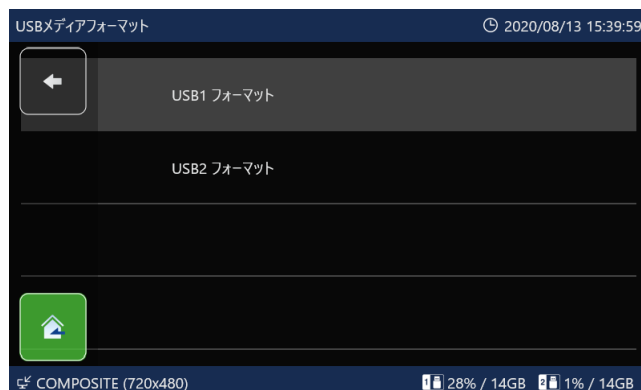 USBメディアフォーマット 2020/08/13 15:39:59
USB1 フォーマット
USB2 フォーマット
COMPOSITE (720x480) 1 28% / 14GB 2 1% / 14GB